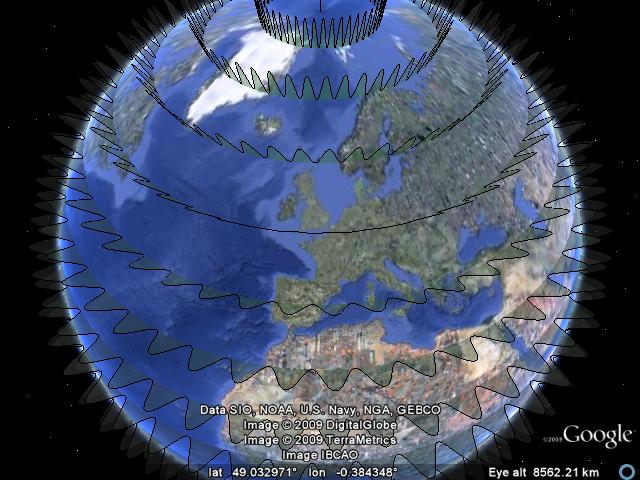 Data SIO, NOAA, U.S. Navy, NGA, GEBCO
Image © 2009 DigitalGlobe
Image © 2009 TerraMetrics
Image IBCAO
©2009 Google
lat 49.032971° lon -0.384348° Eye alt 8562.21 km